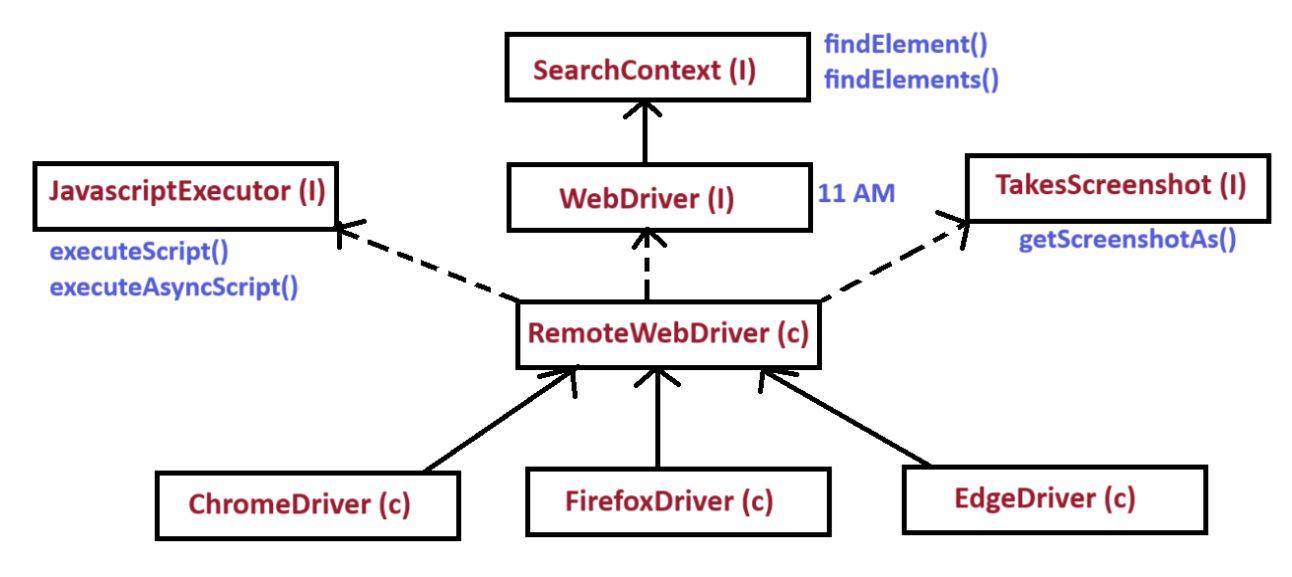 SearchContext (I)
findElement()
findElements()
JavascriptExecutor (I)
executeScript()
executeAsyncScript()
WebDriver (I)
11 AM
TakesScreenshot (I)
getScreenshotAs()
RemoteWebDriver (c)
ChromeDriver (c)
FirefoxDriver (c)
EdgeDriver (c)